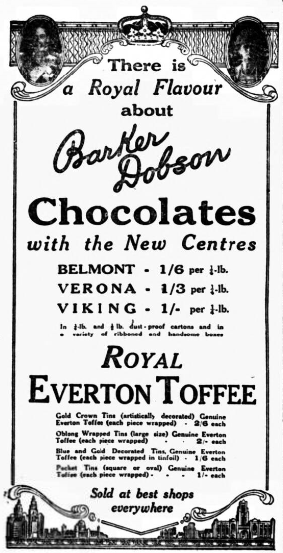 There is
a Royal Flavour
about
Barker
Dobson
Chocolates
with the New Centres
BELMONT - 1/6 per ¼-lb.
VERONA - 1/3 per ¼-lb.
VIKING - 1/- per ¼-lb.
In ¼-lb. and ½ lb. dust-proof cartons and in
a variety of ribboned and handsome boxes
ROYAL
EVERTON TOFFEE
Gold Crown Tins (artistically decorated) Genuine
Everton Toffee (each piece wrapped) - 2/6 each
Oblong Wrapped Tins (large size) Genuine Everton
Toffee (each piece wrapped) - - 2/- each
Blue and Gold Decorated Tins, Genuine Everton
Toffee (each piece wrapped in tinfoil) - 1/6 each
Packet Tins (square or oval) Genuine Everton
Toffee (each piece wrapped) - - - 1/- each
Sold at best shops
everywhere